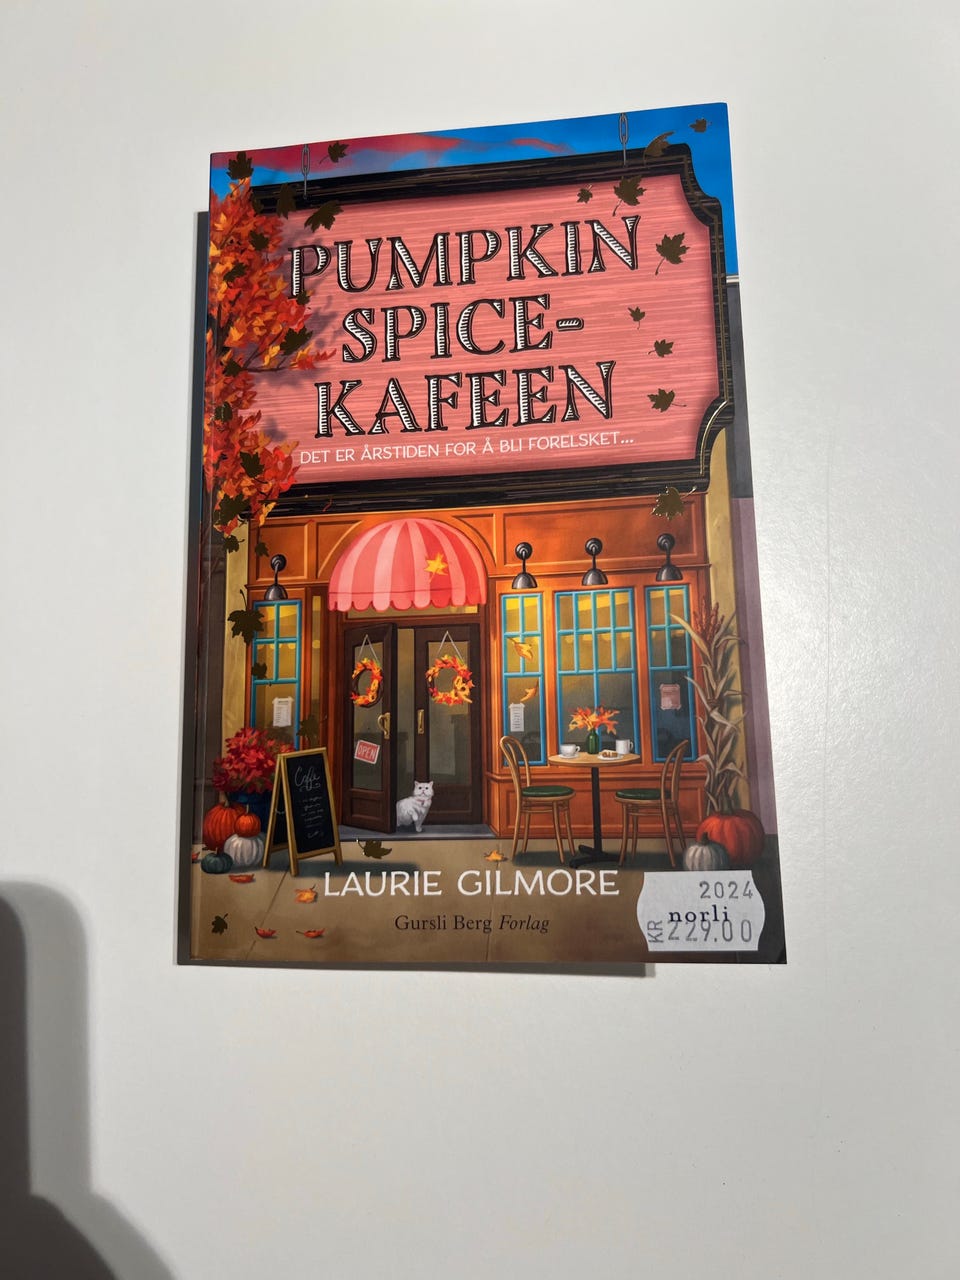 PUMPKIN
SPICE-
KAFEEN
DET ER ÅRSTIDEN FOR Å BLI FORELSKET...
OPEN
Café
LAURIE GILMORE
Gursli Berg Forlag
2024
norli
KR 229.00